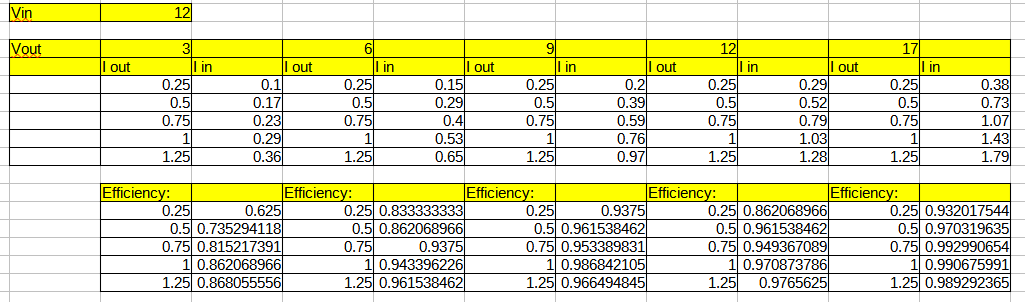 Vin 12
Vout 3 6 9 12 17
I out I in I out I in I out I in I out I in I out I in
0.25 0.1 0.25 0.15 0.25 0.2 0.25 0.29 0.25 0.38
0.5 0.17 0.5 0.29 0.5 0.39 0.5 0.52 0.5 0.73
0.75 0.23 0.75 0.4 0.75 0.59 0.75 0.79 0.75 1.07
1 0.29 1 0.53 1 0.76 1 1.03 1 1.43
1.25 0.36 1.25 0.65 1.25 0.97 1.25 1.28 1.25 1.79
Efficiency: Efficiency: Efficiency: Efficiency: Efficiency:
0.25 0.625 0.25 0.833333333 0.25 0.9375 0.25 0.862068966 0.25 0.932017544
0.5 0.735294118 0.5 0.862068966 0.5 0.961538462 0.5 0.961538462 0.5 0.970319635
0.75 0.815217391 0.75 0.9375 0.75 0.953389831 0.75 0.949367089 0.75 0.992990654
1 0.862068966 1 0.943396226 1 0.986842105 1 0.970873786 1 0.990675991
1.25 0.868055556 1.25 0.961538462 1.25 0.966494845 1.25 0.9765625 1.25 0.989292365